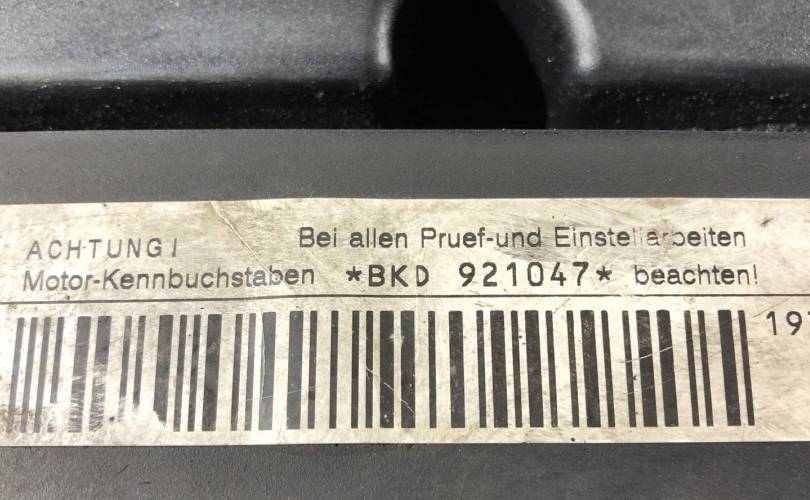 ACHTUNG! Bei allen Pruef-und Einstellarbeiten
Motor-Kennbuchstaben *BKD 921047* beachten!